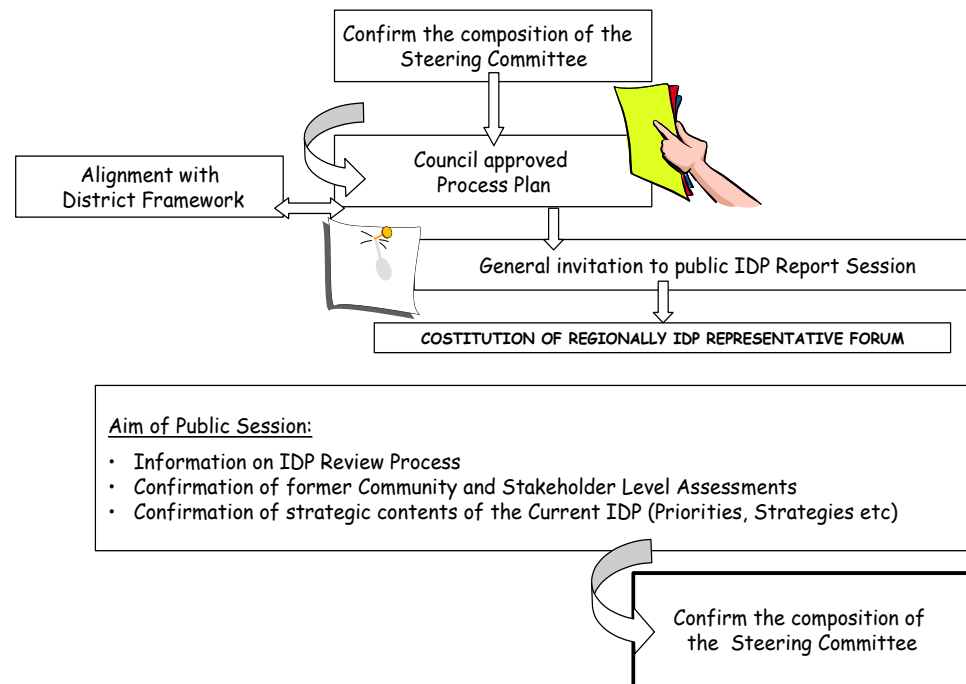 Confirm the composition of the
Steering Committee
Council approved
Process Plan
Alignment with
District Framework
General invitation to public IDP Report Session
COSTITUTION OF REGIONALLY IDP REPRESENTATIVE FORUM
Aim of Public Session:
• Information on IDP Review Process
• Confirmation of former Community and Stakeholder Level Assessments
• Confirmation of strategic contents of the Current IDP (Priorities, Strategies etc)
Confirm the composition of
the Steering Committee